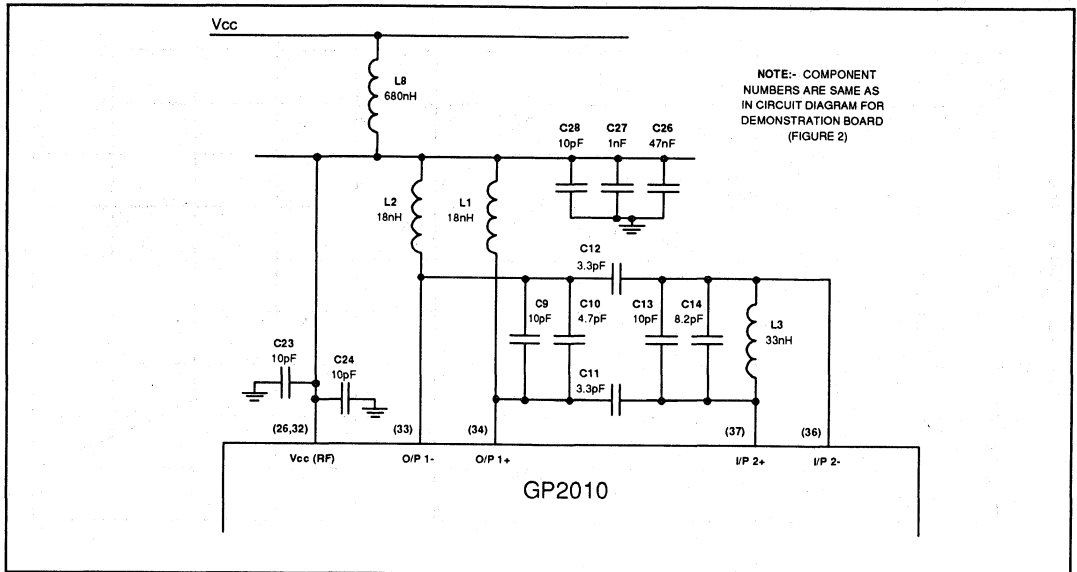 Vcc
L8
680nH
NOTE:- COMPONENT
NUMBERS ARE SAME AS
IN CIRCUIT DIAGRAM FOR
DEMONSTRATION BOARD
(FIGURE 2)
C28
10pF
C27
1nF
C26
47nF
L2
18nH
L1
18nH
C12
3.3pF
C9
10pF
C10
4.7pF
C13
10pF
C14
8.2pF
L3
33nH
C23
10pF
C24
10pF
C11
3.3pF
(26,32)
(33)
(34)
(37)
(36)
Vcc (RF)
O/P 1-
O/P 1+
I/P 2+
I/P 2-
GP2010